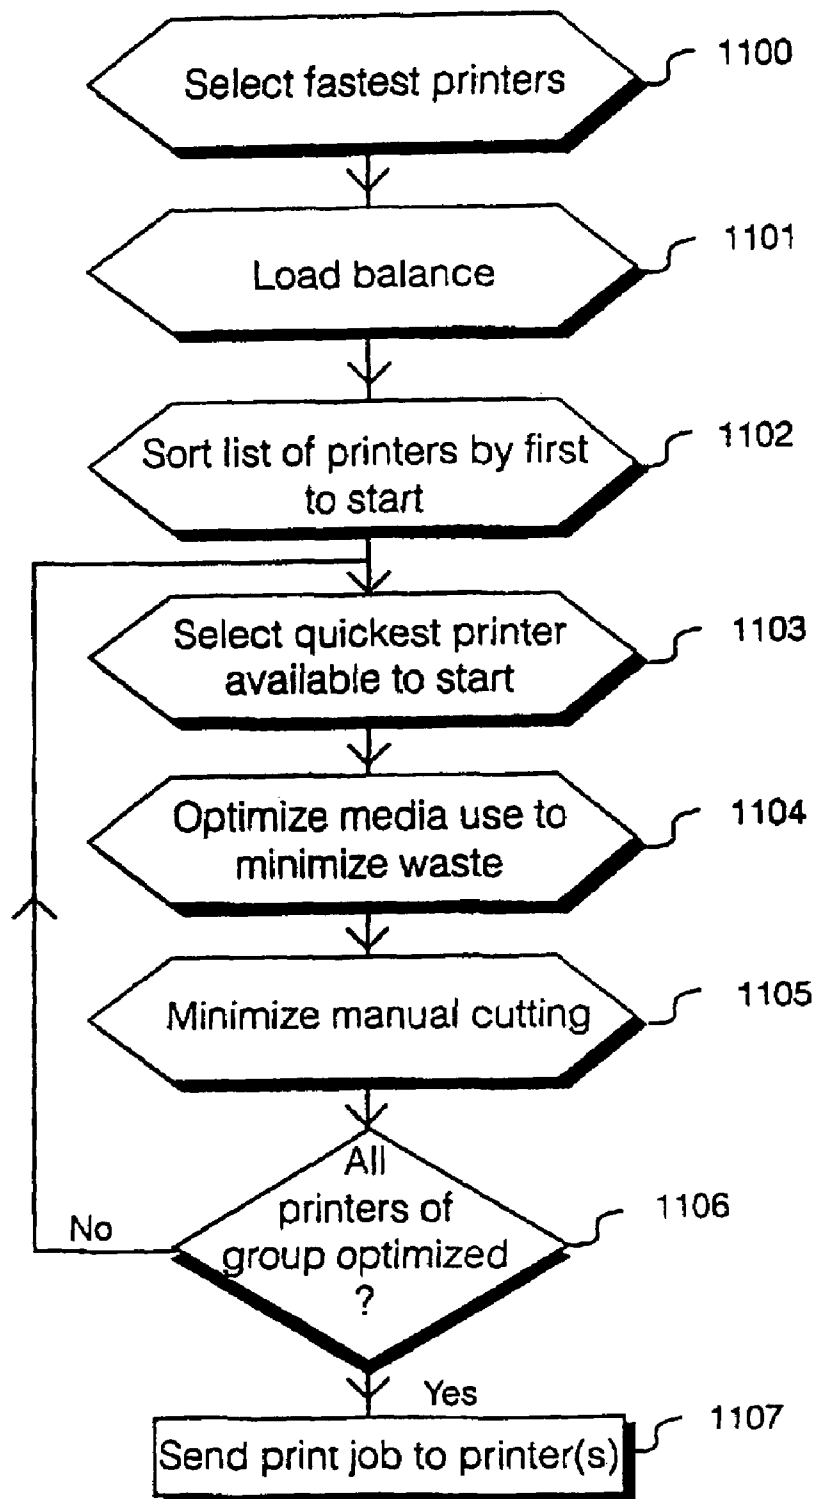 Select fastest printers
1100
Load balance
1101
Sort list of printers by first
to start
1102
Select quickest printer
available to start
1103
Optimize media use to
minimize waste
1104
Minimize manual cutting
1105
All
printers of
group optimized
?
1106
No
Yes
Send print job to printer(s)
1107